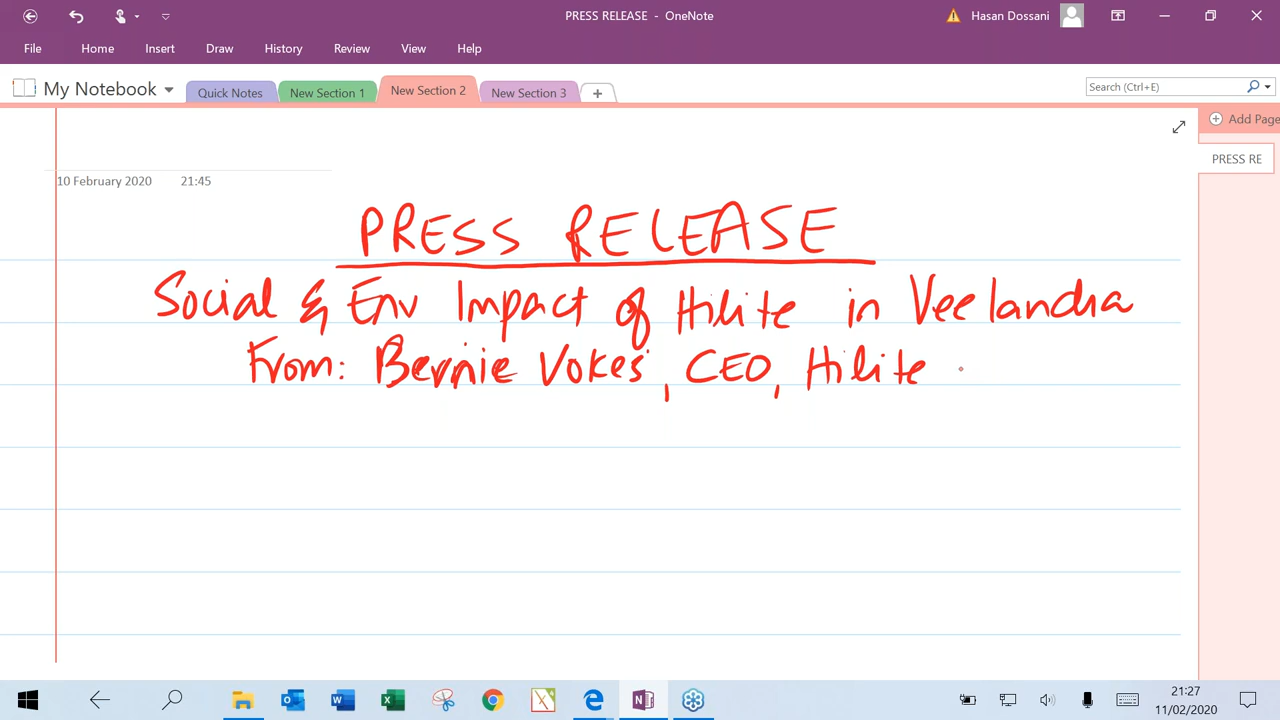 PRESS RELEASE - OneNote
Hasan Dossani
File Home Insert Draw History Review View Help
My Notebook Quick Notes New Section 1 New Section 2 New Section 3
Search (Ctrl+E)
Add Page
PRESS RE
10 February 2020 21:45
PRESS RELEASE
Social & Env Impact of Hilite in Veelandra
From: Bernie Vokes, CEO, Hilite
21:27
11/02/2020